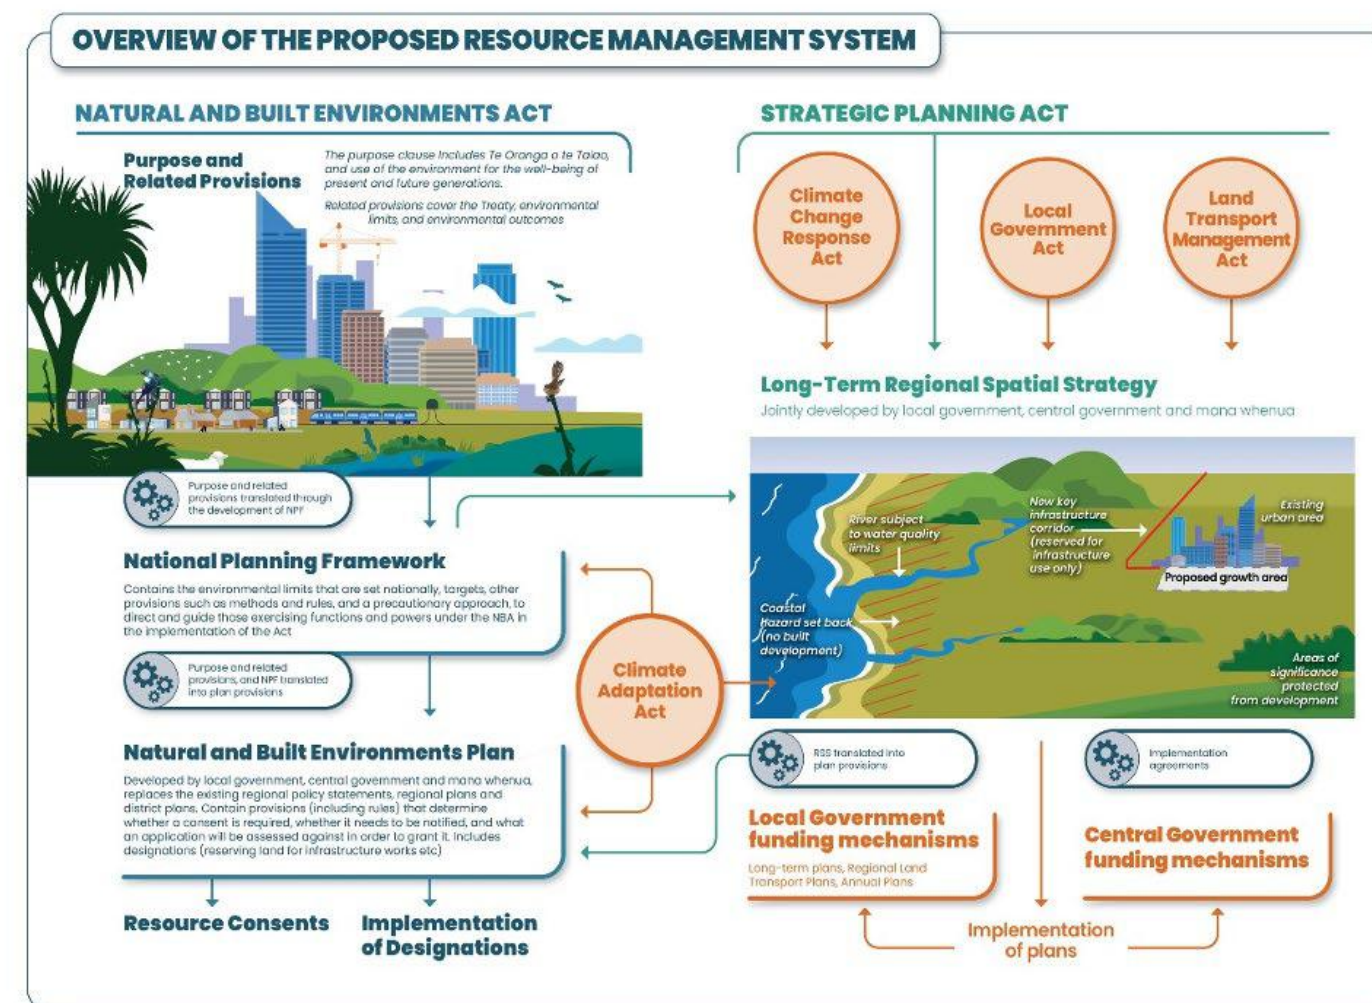 OVERVIEW OF THE PROPOSED RESOURCE MANAGEMENT SYSTEM
NATURAL AND BUILT ENVIRONMENTS ACT
Purpose and
Related Provisions
The purpose clause includes Te Oranga o te Taiao,
and use of the environment for the well-being of
present and future generations.
Related provisions cover the Treaty, environmental
limits, and environmental outcomes
Purpose and related
provisions translated through
the development of NPF
National Planning Framework
Contains the environmental limits that are set nationally, targets, other
provisions such as methods and rules, and a precautionary approach, to
direct and guide those exercising functions and powers under the NBA in
the implementation of the Act
Purpose and related
provisions, and NPF translated
into plan provisions
Natural and Built Environments Plan
Developed by local government, central government and mana whenua,
replaces the existing regional policy statements, regional plans and
district plans. Contain provisions (including rules) that determine
whether a consent is required, whether it needs to be notified, and what
an application will be assessed against in order to grant it. Includes
designations (reserving land for infrastructure works etc)
Resource Consents
Implementation
of Designations
Climate
Adaptation
Act
STRATEGIC PLANNING ACT
Climate
Change
Response
Act
Local
Government
Act
Land
Transport
Management
Act
Long-Term Regional Spatial Strategy
Jointly developed by local government, central government and mana whenua
River subject
to water quality
limits
New key
infrastructure
corridor
(reserved for
infrastructure
use only)
Existing
urban area
Proposed growth area
Coastal
hazard set back
(no built
development)
Areas of
significance
protected
from development
RSS translated into
plan provisions
Implementation
agreements
Local Government
funding mechanisms
Long-term plans, Regional Land
Transport Plans, Annual Plans
Central Government
funding mechanisms
Implementation
of plans